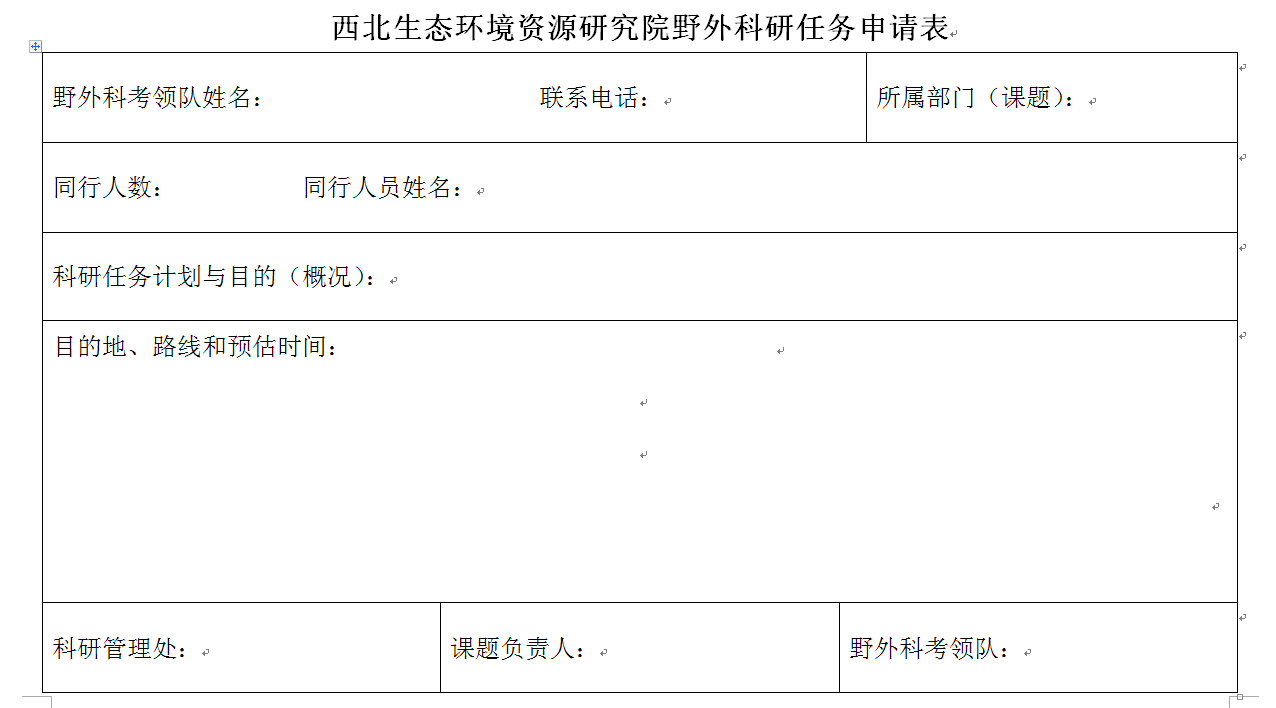 西北生态环境资源研究院野外科研任务申请表
野外科考领队姓名： 联系电话： 所属部门（课题）：
同行人数： 同行人员姓名：
科研任务计划与目的（概况）：
目的地、路线和预估时间：
科研管理处： 课题负责人： 野外科考领队：